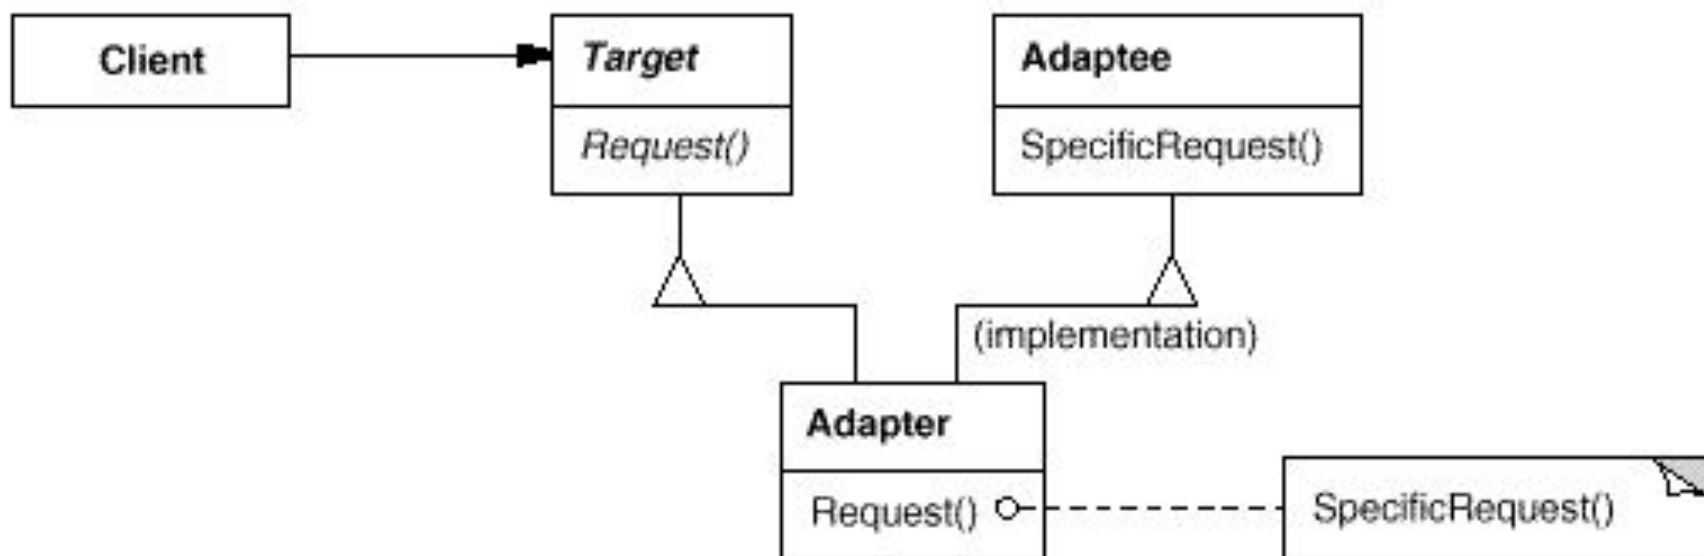 Client
Target
Request()
Adaptee
SpecificRequest()
(implementation)
Adapter
Request()
SpecificRequest()